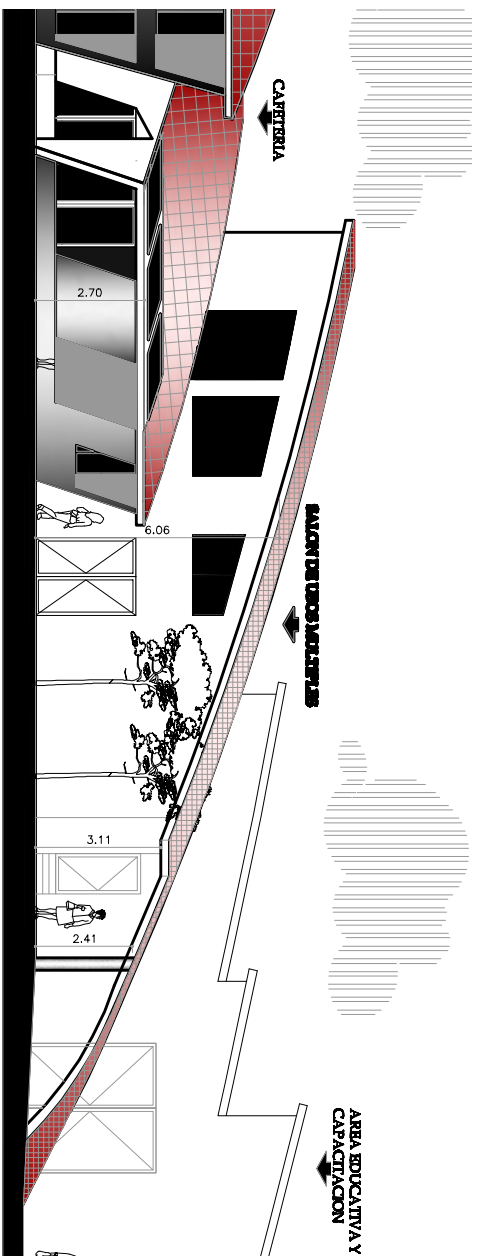 CAFETERIA
2.70
6.06
SALON DE USOS MULTIPLES
3.11
2.41
AREA EDUCATIVA Y
CAPACITACION